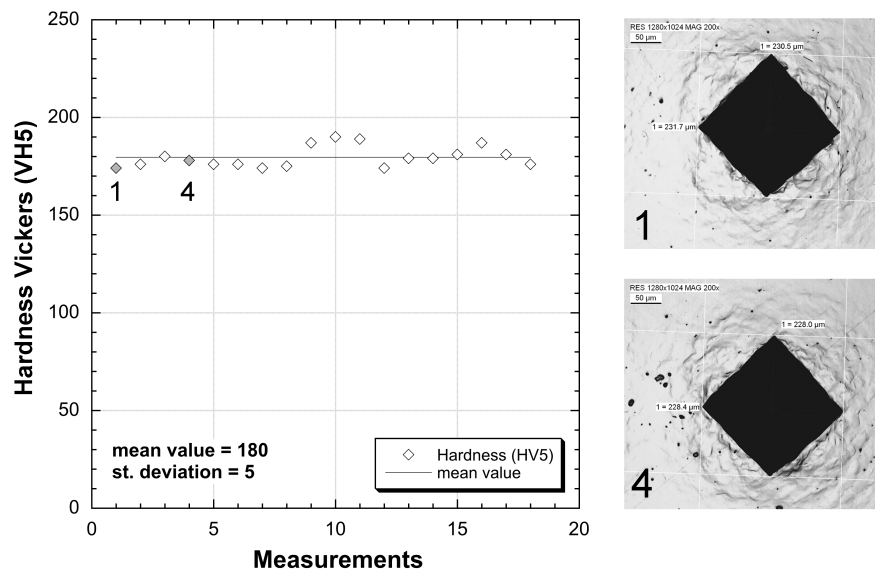 250
200
150
100
50
0
Hardness Vickers (VH5)
1
4
mean value = 180
st. deviation = 5
Hardness (HV5)
mean value
0
5
10
15
20
Measurements
RES 1280x1024 MAG 200x
50 µm
1 = 230.5 µm
1 = 231.7 µm
1
RES 1280x1024 MAG 200x
50 µm
1 = 228.0 µm
1 = 228.4 µm
4